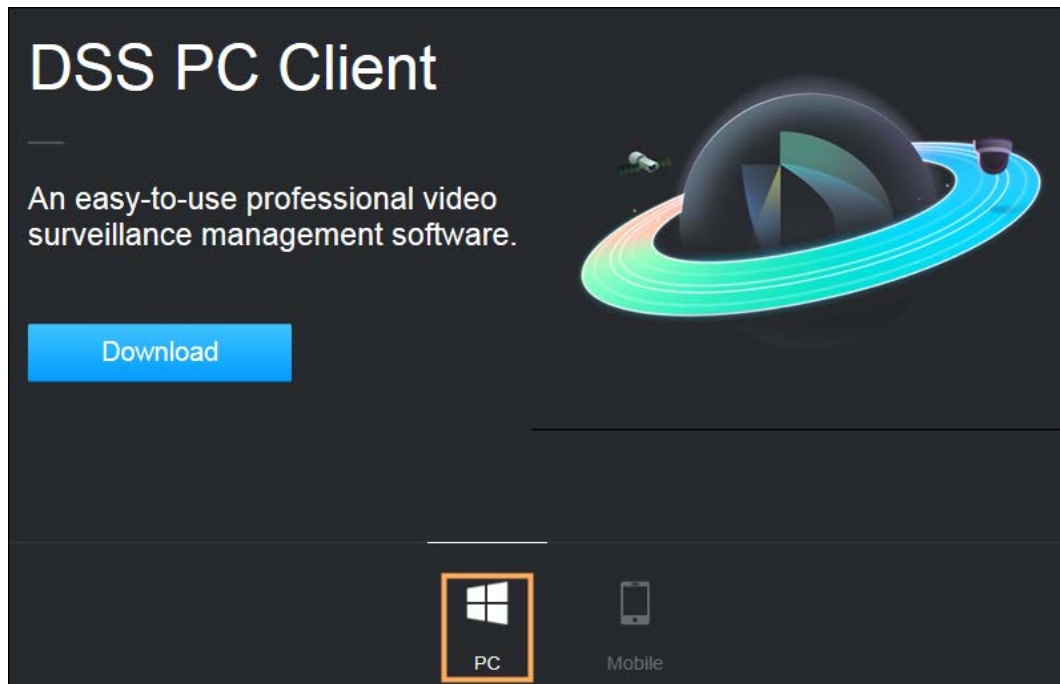 DSS PC Client
An easy-to-use professional video
surveillance management software.
Download
PC
Mobile